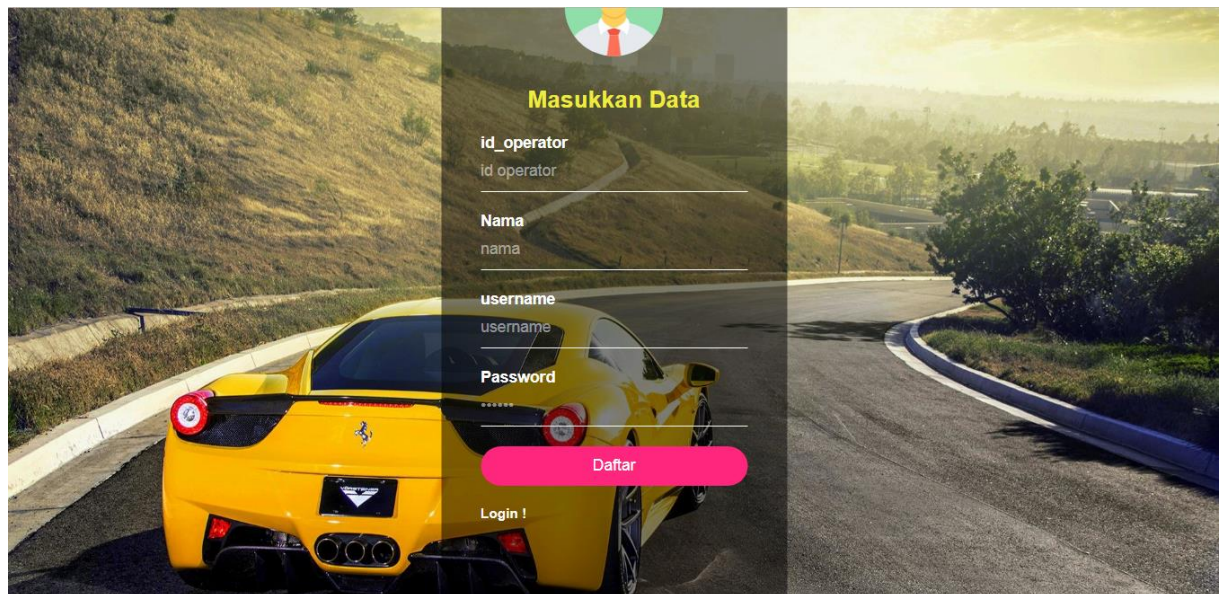 Masukkan Data
id_operator
id operator
Nama
nama
username
username
Password
••••••
Daftar
Login !